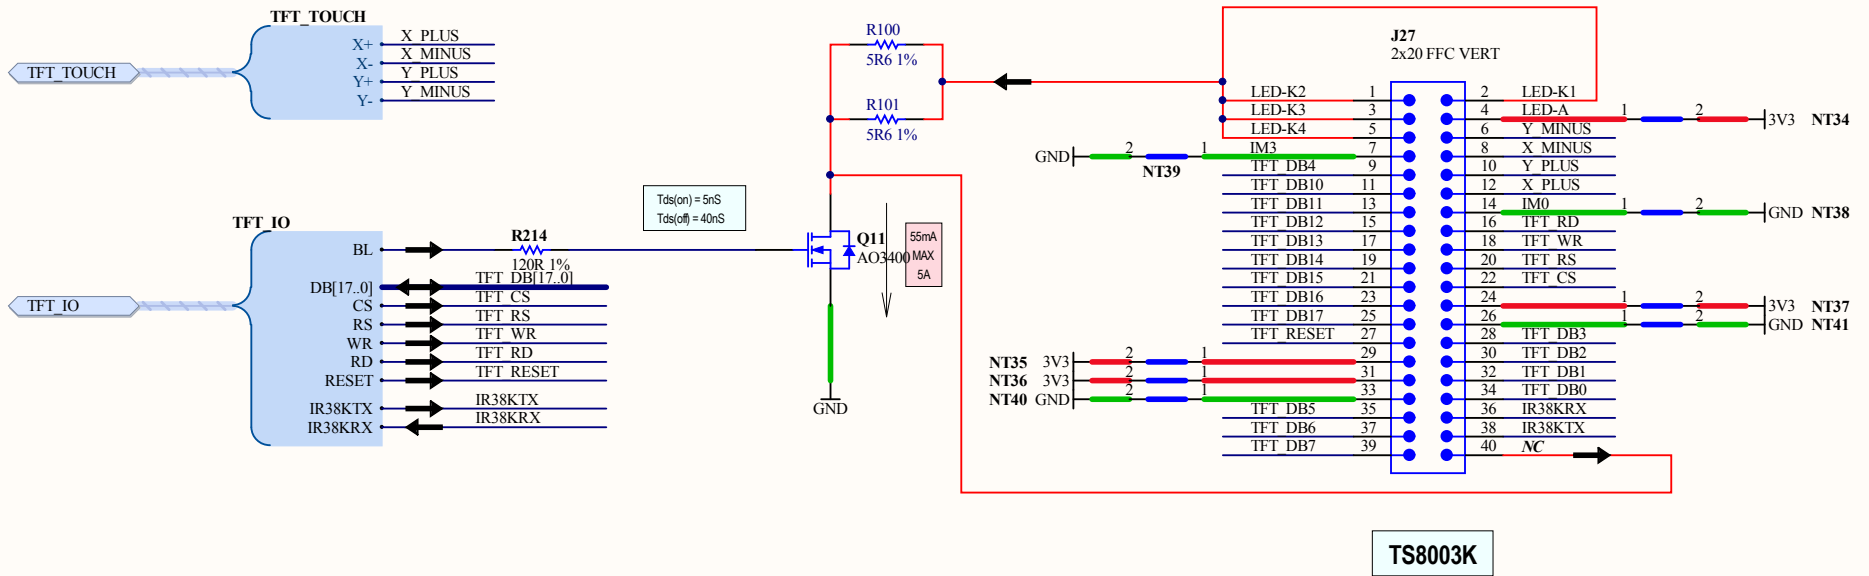 TFT_TOUCH
TFT_TOUCH
X+ X_PLUS
X- X_MINUS
Y+ Y_PLUS
Y- Y_MINUS
R100
5R6 1%
R101
5R6 1%
J27
2x20 FFC VERT
LED-K2 1 2 LED-K1
LED-K3 3 4 LED-A 1 2 3V3 NT34
LED-K4 5 6 Y_MINUS
GND 2 1 IM3 7 8 X_MINUS
NT39
TFT_DB4 9 10 Y_PLUS
TFT_DB10 11 12 X_PLUS
TFT_DB11 13 14 IM0 1 2 GND NT38
TFT_DB12 15 16 TFT_RD
TFT_DB13 17 18 TFT_WR
TFT_DB14 19 20 TFT_RS
TFT_DB15 21 22 TFT_CS
TFT_DB16 23 24 1 2 3V3 NT37
TFT_DB17 25 26 1 2 GND NT41
TFT_RESET 27 28 TFT_DB3
NT35 3V3 2 1 29 30 TFT_DB2
NT36 3V3 2 1 31 32 TFT_DB1
NT40 GND 2 1 33 34 TFT_DB0
TFT_DB5 35 36 IR38KRX
TFT_DB6 37 38 IR38KTX
TFT_DB7 39 40 NC
Tds(on) = 5nS
Tds(off) = 40nS
Q11
AO3400
55mA
MAX
5A
GND
TFT_IO
TFT_IO
BL
R214
120R 1%
DB[17..0] TFT_DB[17..0]
CS TFT_CS
RS TFT_RS
WR TFT_WR
RD TFT_RD
RESET TFT_RESET
IR38KTX IR38KTX
IR38KRX IR38KRX
TS8003K